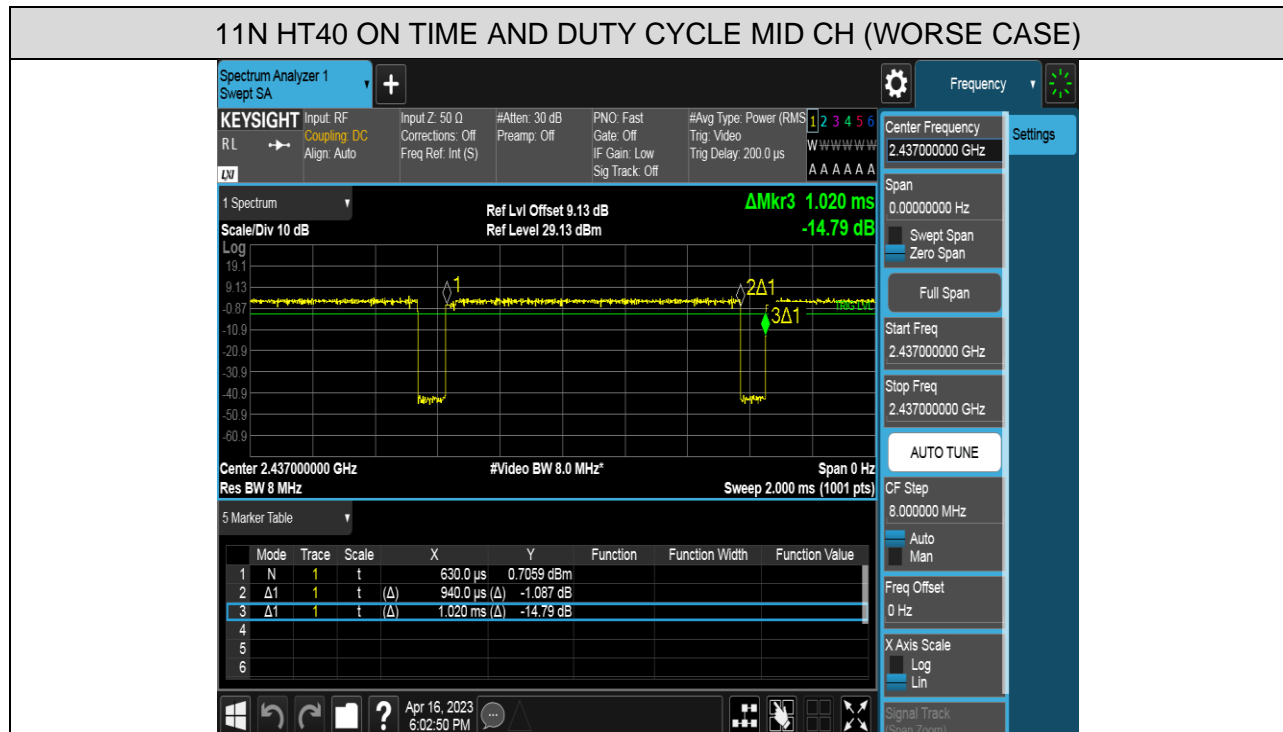 11N HT40 ON TIME AND DUTY CYCLE MID CH (WORSE CASE)
Spectrum Analyzer 1
Swept SA
+
Frequency
KEYSIGHT
RL
LXI
Input: RF
Coupling: DC
Align: Auto
Input Z: 50 Ω
Corrections: Off
Freq Ref: Int (S)
#Atten: 30 dB
Preamp: Off
PNO: Fast
Gate: Off
IF Gain: Low
Sig Track: Off
#Avg Type: Power (RMS
Trig: Video
Trig Delay: 200.0 µs
1 2 3 4 5 6
W W W W W W
A A A A A A
Center Frequency
2.437000000 GHz
Settings
Span
0.00000000 Hz
Swept Span
Zero Span
Full Span
Start Freq
2.437000000 GHz
Stop Freq
2.437000000 GHz
AUTO TUNE
CF Step
8.000000 MHz
Auto
Man
Freq Offset
0 Hz
X Axis Scale
Log
Lin
Signal Track
(Span Zoom)
1 Spectrum
Scale/Div 10 dB
Ref Lvl Offset 9.13 dB
Ref Level 29.13 dBm
ΔMkr3 1.020 ms
-14.79 dB
Log
19.1
9.13
-0.87
-10.9
-20.9
-30.9
-40.9
-50.9
-60.9
1
2Δ1
3Δ1
TRIG LVL
Center 2.437000000 GHz
Res BW 8 MHz
#Video BW 8.0 MHz*
Span 0 Hz
Sweep 2.000 ms (1001 pts)
5 Marker Table
Mode Trace Scale X Y Function Function Width Function Value
1 N 1 t 630.0 µs 0.7059 dBm
2 Δ1 1 t (Δ) 940.0 µs (Δ) -1.087 dB
3 Δ1 1 t (Δ) 1.020 ms (Δ) -14.79 dB
4
5
6
?
Apr 16, 2023
6:02:50 PM